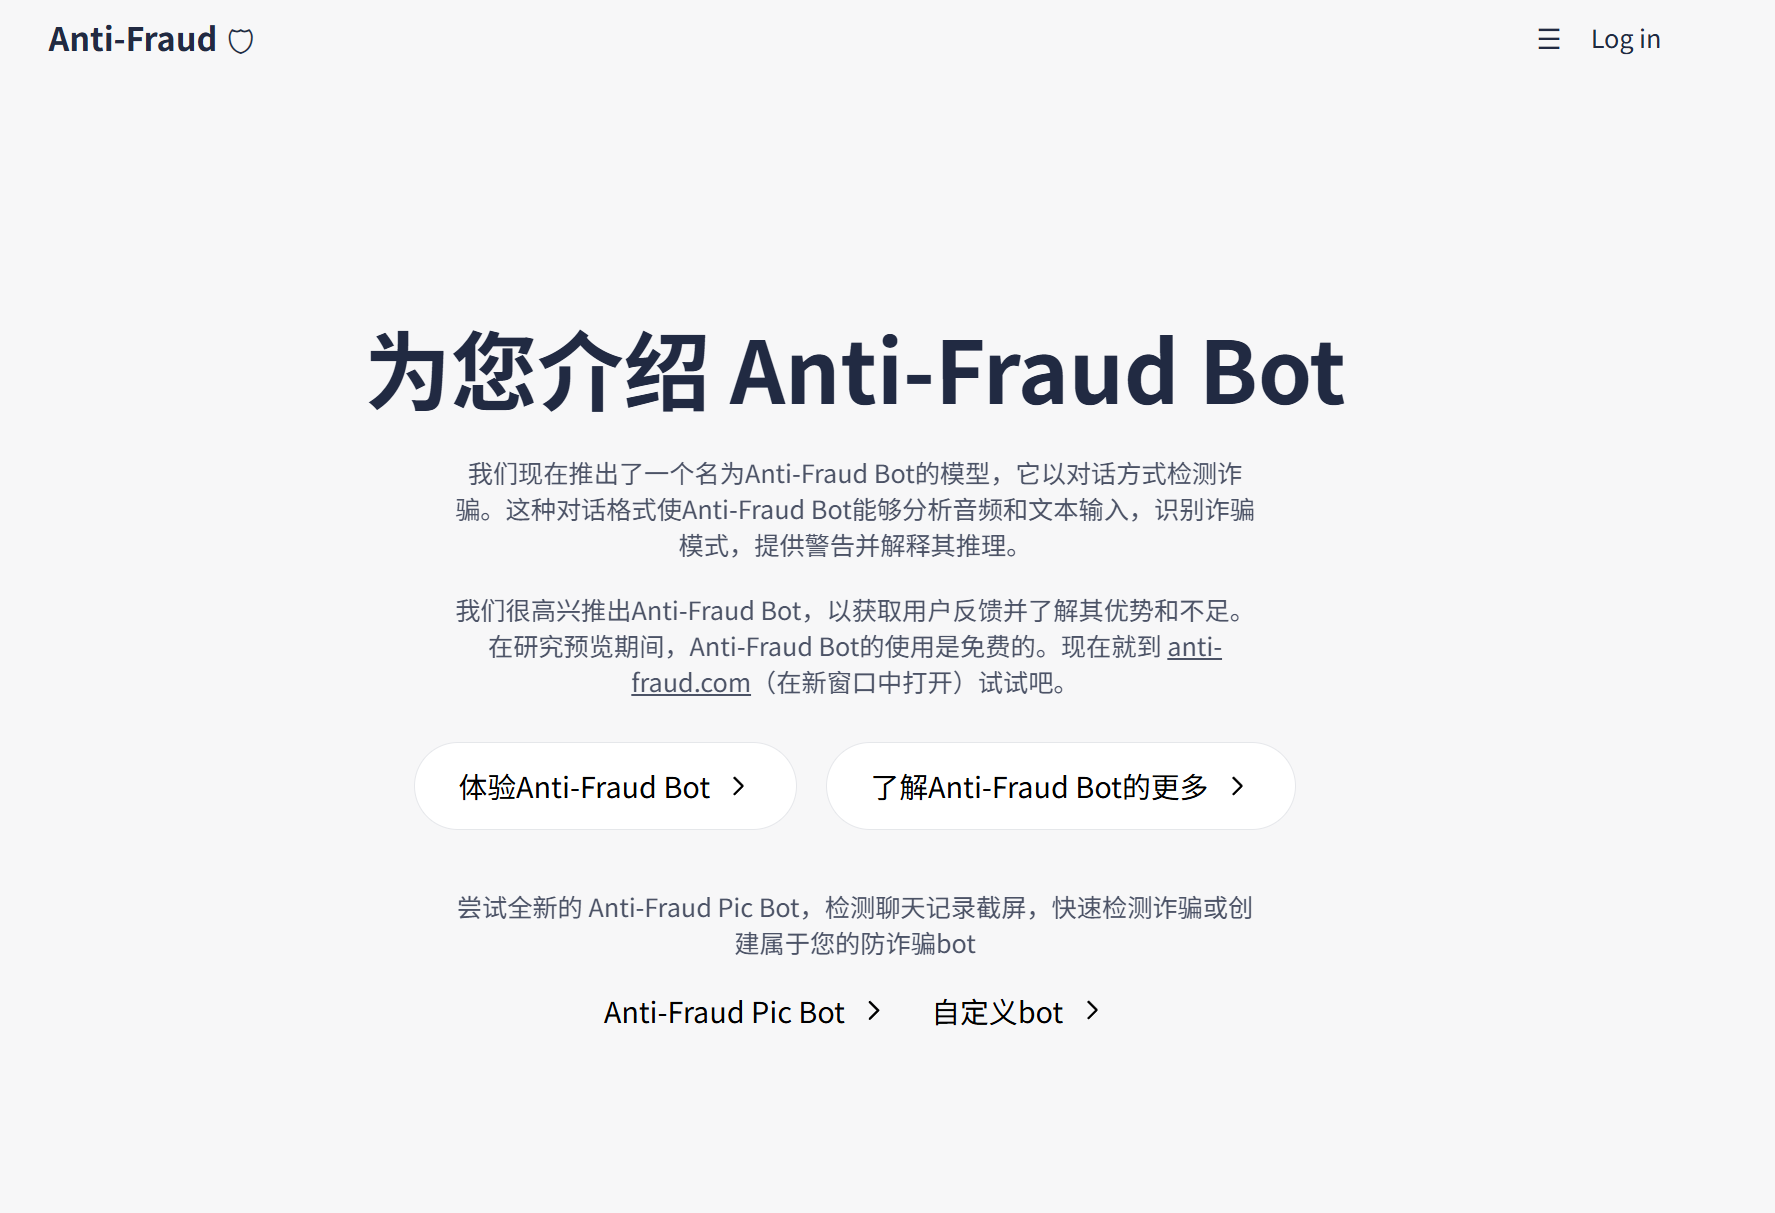 Anti-Fraud
Log in
为您介绍 Anti-Fraud Bot
我们现在推出了一个名为Anti-Fraud Bot的模型，它以对话方式检测诈
骗。这种对话格式使Anti-Fraud Bot能够分析音频和文本输入，识别诈骗
模式，提供警告并解释其推理。
我们很高兴推出Anti-Fraud Bot，以获取用户反馈并了解其优势和不足。
在研究预览期间，Anti-Fraud Bot的使用是免费的。现在就到 anti-
fraud.com（在新窗口中打开）试试吧。
体验Anti-Fraud Bot
了解Anti-Fraud Bot的更多
尝试全新的 Anti-Fraud Pic Bot，检测聊天记录截屏，快速检测诈骗或创
建属于您的防诈骗bot
Anti-Fraud Pic Bot
自定义bot